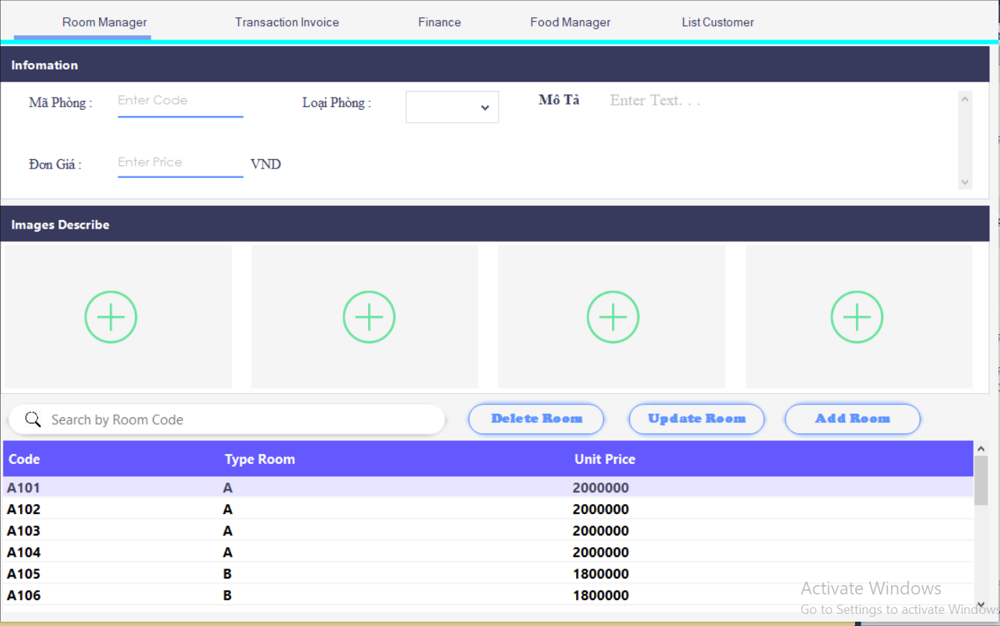 Room Manager Transaction Invoice Finance Food Manager List Customer
Infomation
Mã Phòng : Enter Code Loại Phòng : Mô Tả Enter Text. . .
Đơn Giá : Enter Price VND
Images Describe
Search by Room Code Delete Room Update Room Add Room
Code Type Room Unit Price
A101 A 2000000
A102 A 2000000
A103 A 2000000
A104 A 2000000
A105 B 1800000
A106 B 1800000
Activate Windows
Go to Settings to activate Windows